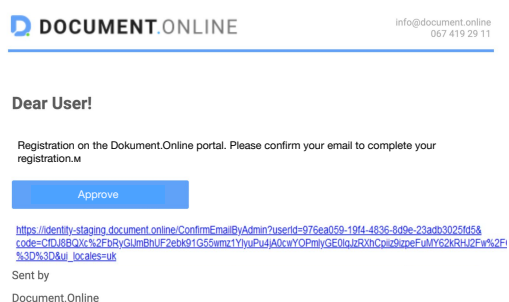 DOCUMENT.ONLINE
info@document.online
067 419 29 11
Dear User!
Registration on the Dokument.Online portal. Please confirm your email to complete your
registration.м
Approve
https://identity-staging.document.online/ConfirmEmailByAdmin?userId=976ea059-19f4-4836-8d9e-23adb3025fd5&
code=CfDJ8BQXc%2FbRyGlJmBhUF2ebk91G55wmz1YlyuPu4jA0cwYOPmlyGE0lqJzRXhCpiiz9izpeFuMY62kRHJ2Fw%2F
%3D%3D&ui_locales=uk
Sent by
Document.Online